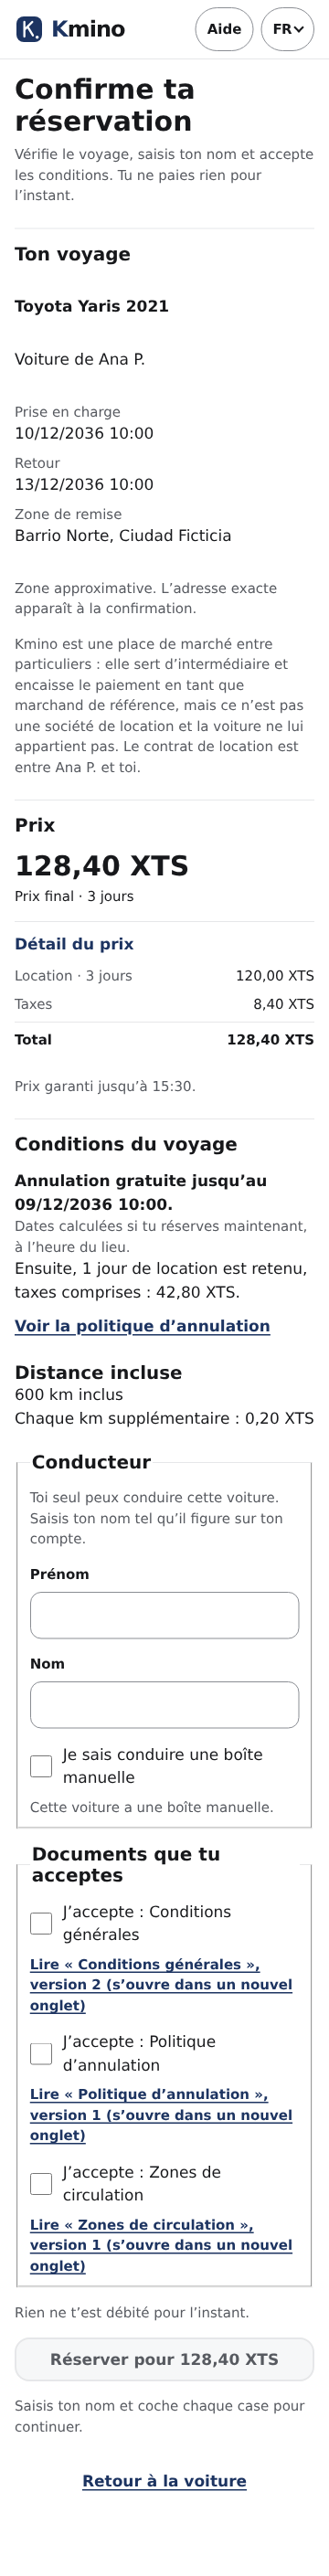 Kmino
Aide
FR
Confirme ta
réservation
Vérifie le voyage, saisis ton nom et accepte
les conditions. Tu ne paies rien pour
l’instant.
Ton voyage
Toyota Yaris 2021
Voiture de Ana P.
Prise en charge
10/12/2036 10:00
Retour
13/12/2036 10:00
Zone de remise
Barrio Norte, Ciudad Ficticia
Zone approximative. L’adresse exacte
apparaît à la confirmation.
Kmino est une place de marché entre
particuliers : elle sert d’intermédiaire et
encaisse le paiement en tant que
marchand de référence, mais ce n’est pas
une société de location et la voiture ne lui
appartient pas. Le contrat de location est
entre Ana P. et toi.
Prix
128,40 XTS
Prix final · 3 jours
Détail du prix
Location · 3 jours 120,00 XTS
Taxes 8,40 XTS
Total 128,40 XTS
Prix garanti jusqu’à 15:30.
Conditions du voyage
Annulation gratuite jusqu’au
09/12/2036 10:00.
Dates calculées si tu réserves maintenant,
à l’heure du lieu.
Ensuite, 1 jour de location est retenu,
taxes comprises : 42,80 XTS.
Voir la politique d’annulation
Distance incluse
600 km inclus
Chaque km supplémentaire : 0,20 XTS
Conducteur
Toi seul peux conduire cette voiture.
Saisis ton nom tel qu’il figure sur ton
compte.
Prénom
Nom
Je sais conduire une boîte
manuelle
Cette voiture a une boîte manuelle.
Documents que tu
acceptes
J’accepte : Conditions
générales
Lire « Conditions générales »,
version 2 (s’ouvre dans un nouvel
onglet)
J’accepte : Politique
d’annulation
Lire « Politique d’annulation »,
version 1 (s’ouvre dans un nouvel
onglet)
J’accepte : Zones de
circulation
Lire « Zones de circulation »,
version 1 (s’ouvre dans un nouvel
onglet)
Rien ne t’est débité pour l’instant.
Réserver pour 128,40 XTS
Saisis ton nom et coche chaque case pour
continuer.
Retour à la voiture